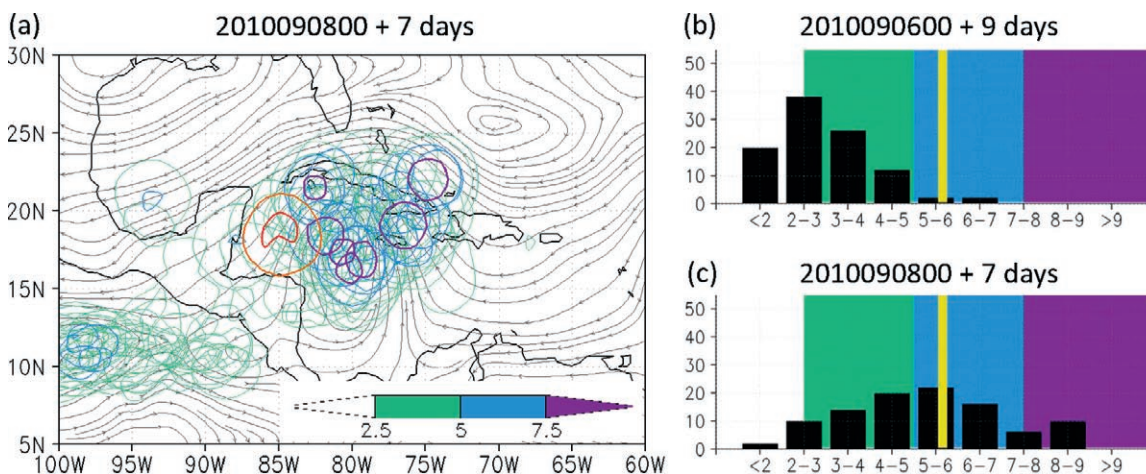 (a) 2010090800 + 7 days
30N
25N
20N
15N
10N
5N
2.5 5 7.5
100W 95W 90W 85W 80W 75W 70W 65W 60W
(b) 2010090600 + 9 days
50
40
30
20
10
0
<2 2-3 3-4 4-5 5-6 6-7 7-8 8-9 >9
(c) 2010090800 + 7 days
50
40
30
20
10
0
<2 2-3 3-4 4-5 5-6 6-7 7-8 8-9 >9